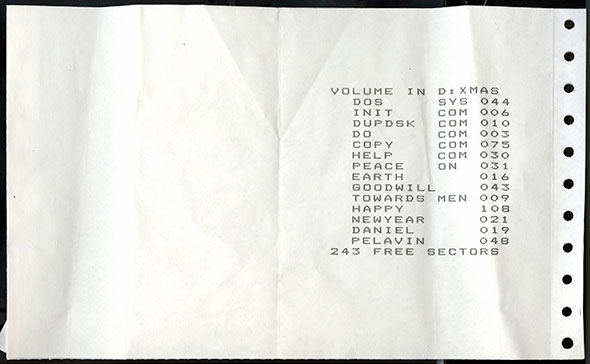 VOLUME IN D:XMAS
DOS SYS 044
INIT COM 006
DUPDSK COM 010
DO COM 003
COPY COM 075
HELP COM 030
PEACE ON 031
EARTH 016
GOODWILL 043
TOWARDS MEN 009
HAPPY 108
NEWYEAR 021
DANIEL 019
PELAVIN 048
243 FREE SECTORS